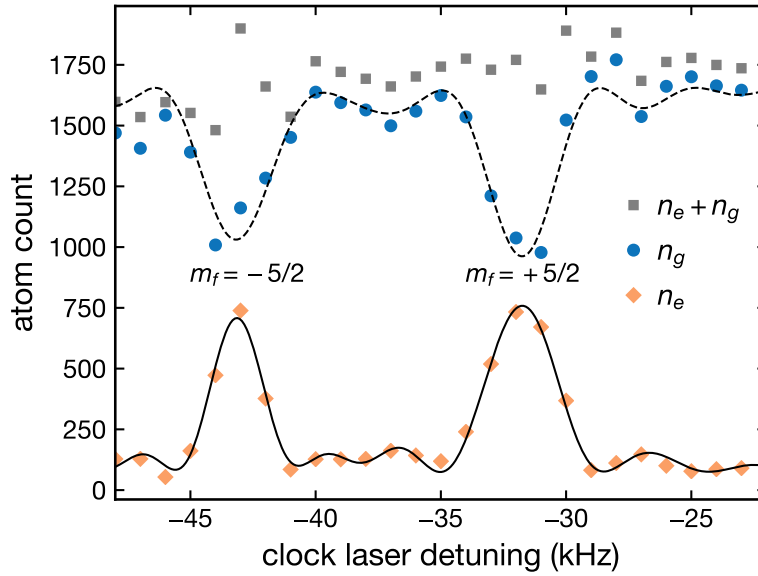 1750
1500
1250
1000
750
500
250
0
atom count
n_e + n_g
n_g
n_e
m_f = −5/2
m_f = +5/2
−45 −40 −35 −30 −25
clock laser detuning (kHz)